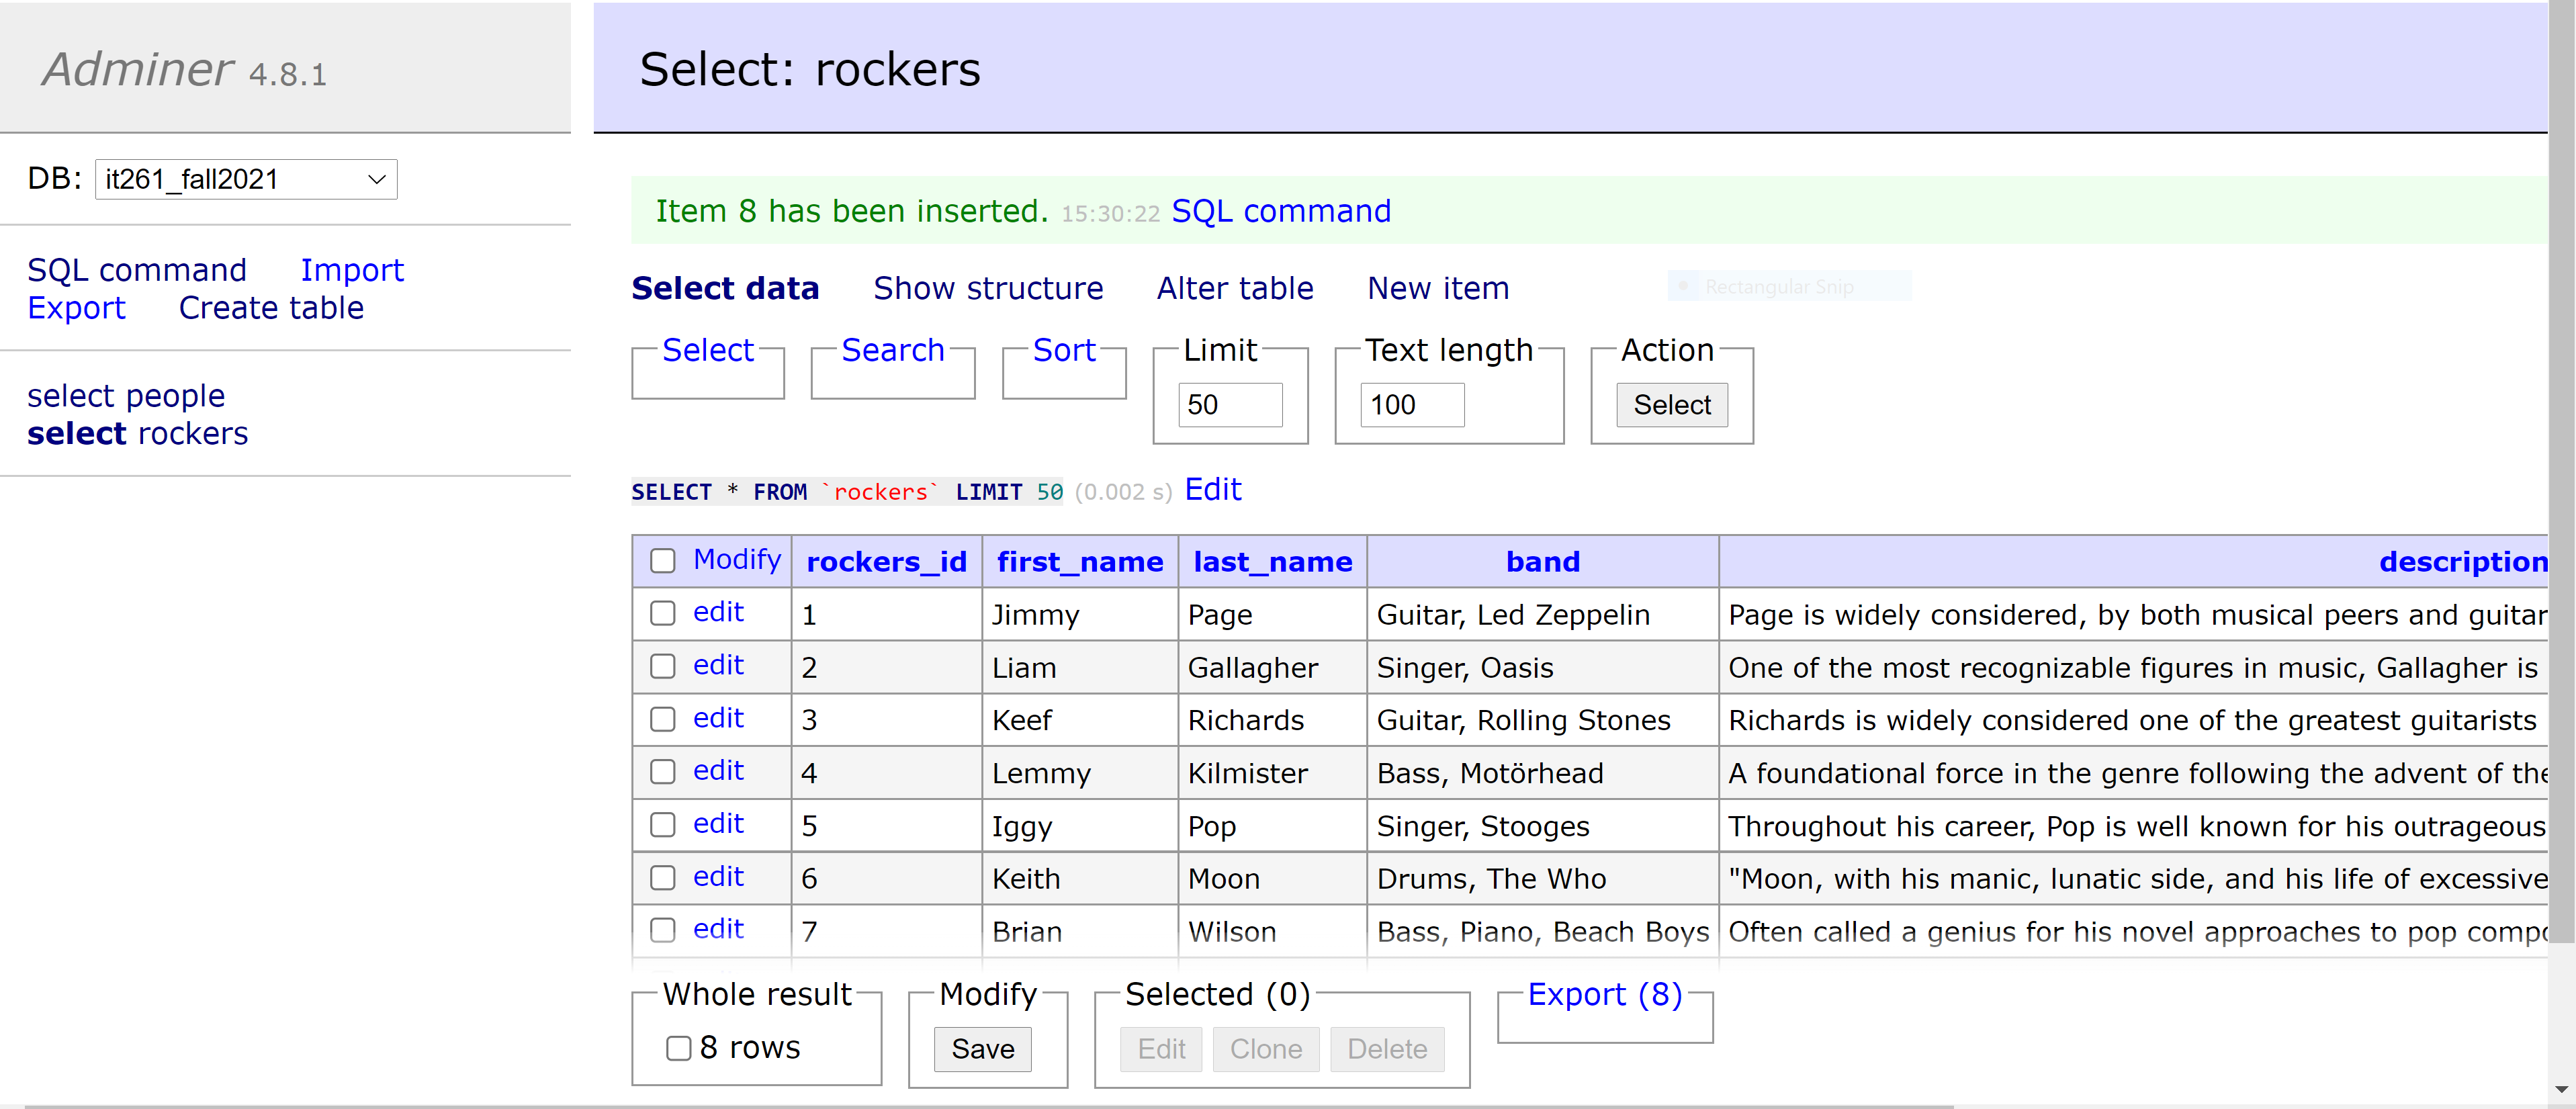 Adminer 4.8.1
DB: it261_fall2021
SQL command Import
Export Create table
select people
select rockers
Select: rockers
Item 8 has been inserted. 15:30:22 SQL command
Select data Show structure Alter table New item
Rectangular Snip
Select Search Sort Limit Text length Action
50 100 Select
SELECT * FROM `rockers` LIMIT 50 (0.002 s) Edit
Modify rockers_id first_name last_name band description
edit 1 Jimmy Page Guitar, Led Zeppelin Page is widely considered, by both musical peers and guitar
edit 2 Liam Gallagher Singer, Oasis One of the most recognizable figures in music, Gallagher is
edit 3 Keef Richards Guitar, Rolling Stones Richards is widely considered one of the greatest guitarists
edit 4 Lemmy Kilmister Bass, Motörhead A foundational force in the genre following the advent of the
edit 5 Iggy Pop Singer, Stooges Throughout his career, Pop is well known for his outrageous
edit 6 Keith Moon Drums, The Who "Moon, with his manic, lunatic side, and his life of excessive
edit 7 Brian Wilson Bass, Piano, Beach Boys Often called a genius for his novel approaches to pop
Whole result Modify Selected (0) Export (8)
8 rows Save Edit Clone Delete